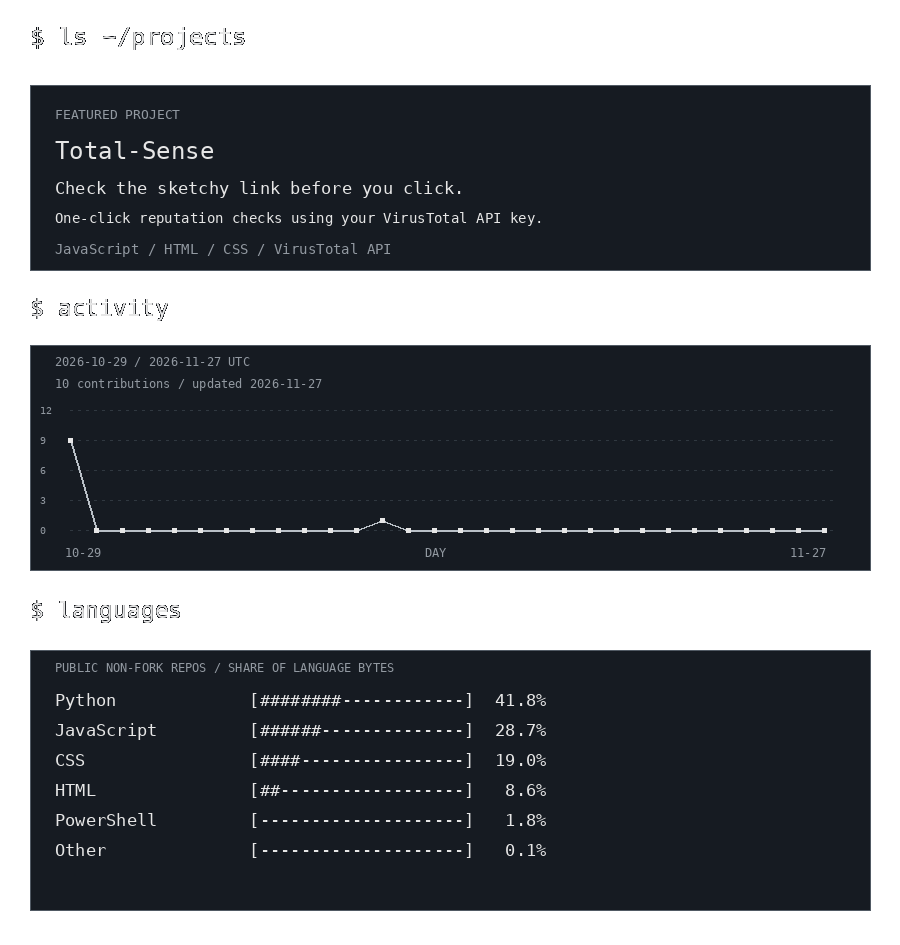 $ ls ~/projects
FEATURED PROJECT
Total-Sense
Check the sketchy link before you click.
One-click reputation checks using your VirusTotal API key.
JavaScript / HTML / CSS / VirusTotal API
$ activity
2026-10-29 / 2026-11-27 UTC
10 contributions / updated 2026-11-27
12
9
6
3
0
10-29 DAY 11-27
$ languages
PUBLIC NON-FORK REPOS / SHARE OF LANGUAGE BYTES
Python [########------------] 41.8%
JavaScript [######--------------] 28.7%
CSS [####----------------] 19.0%
HTML [##------------------] 8.6%
PowerShell [--------------------] 1.8%
Other [--------------------] 0.1%